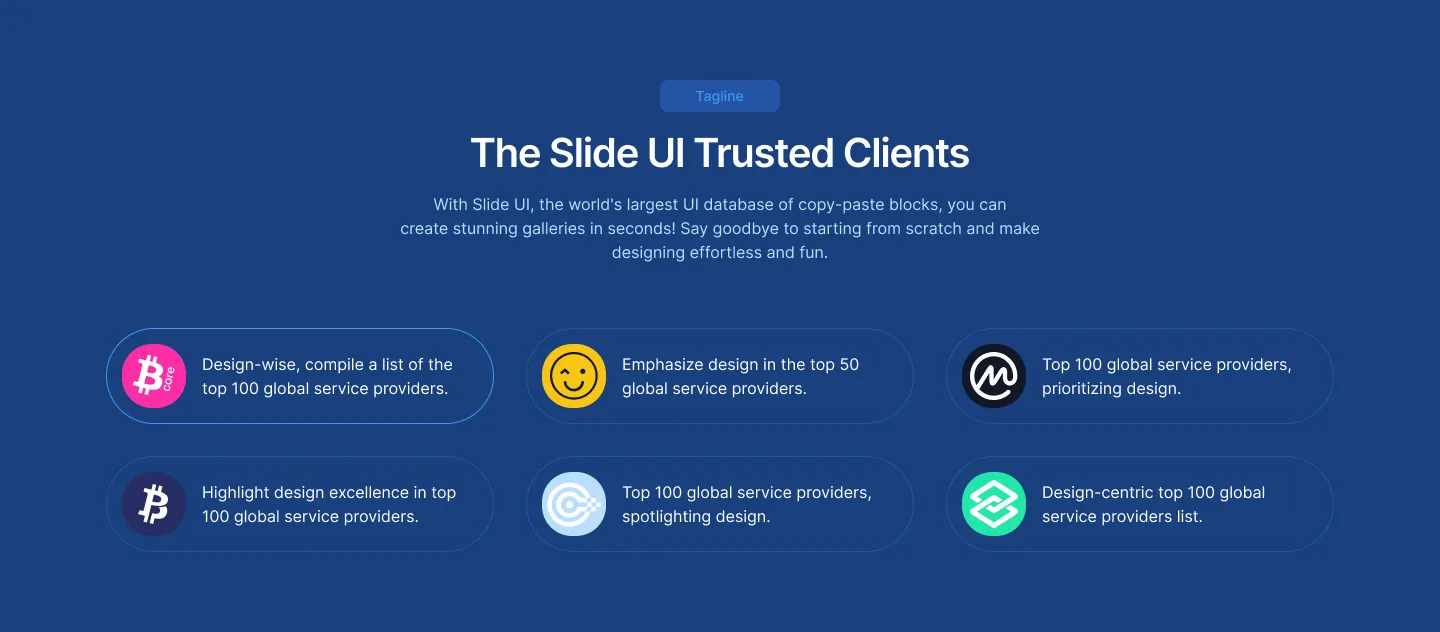 Tagline
The Slide UI Trusted Clients
With Slide UI, the world's largest UI database of copy-paste blocks, you can
create stunning galleries in seconds! Say goodbye to starting from scratch and make
designing effortless and fun.
core
Design-wise, compile a list of the
top 100 global service providers.
Emphasize design in the top 50
global service providers.
Top 100 global service providers,
prioritizing design.
Highlight design excellence in top
100 global service providers.
Top 100 global service providers,
spotlighting design.
Design-centric top 100 global
service providers list.